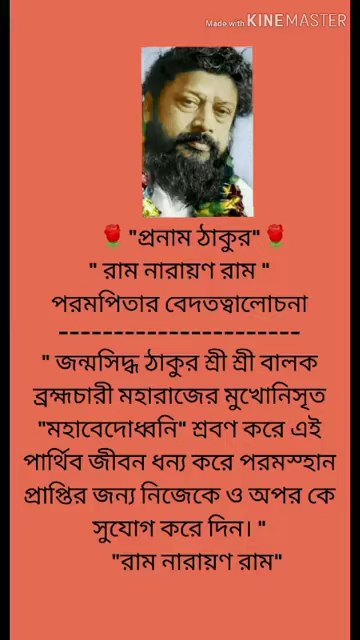 Made with KINEMASTER
"প্রনাম ঠাকুর"
" রাম নারায়ণ রাম "
পরমপিতার বেদতত্বালোচনা
----------------------
" জন্মসিদ্ধ ঠাকুর শ্রী শ্রী বালক
ব্রহ্মচারী মহারাজের মুখোনিসৃত
"মহাবেদোধ্বনি" শ্রবণ করে এই
পার্থিব জীবন ধন্য করে পরমস্হান
প্রাপ্তির জন্য নিজেকে ও অপর কে
সুযোগ করে দিন। "
"রাম নারায়ণ রাম"